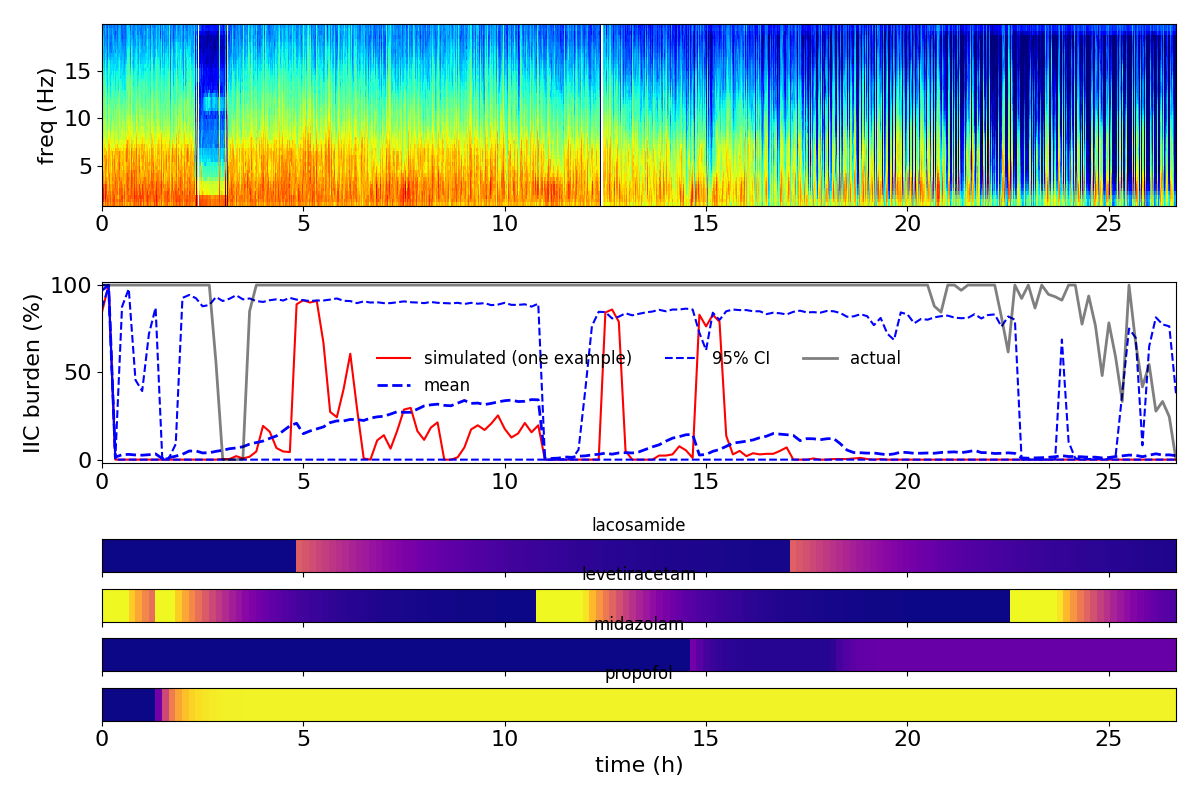 freq (Hz)
15
10
5
0 5 10 15 20 25
IIC burden (%)
100
50
0
simulated (one example) 95% CI actual
mean
0 5 10 15 20 25
lacosamide
levetiracetam
midazolam
propofol
0 5 10 15 20 25
time (h)